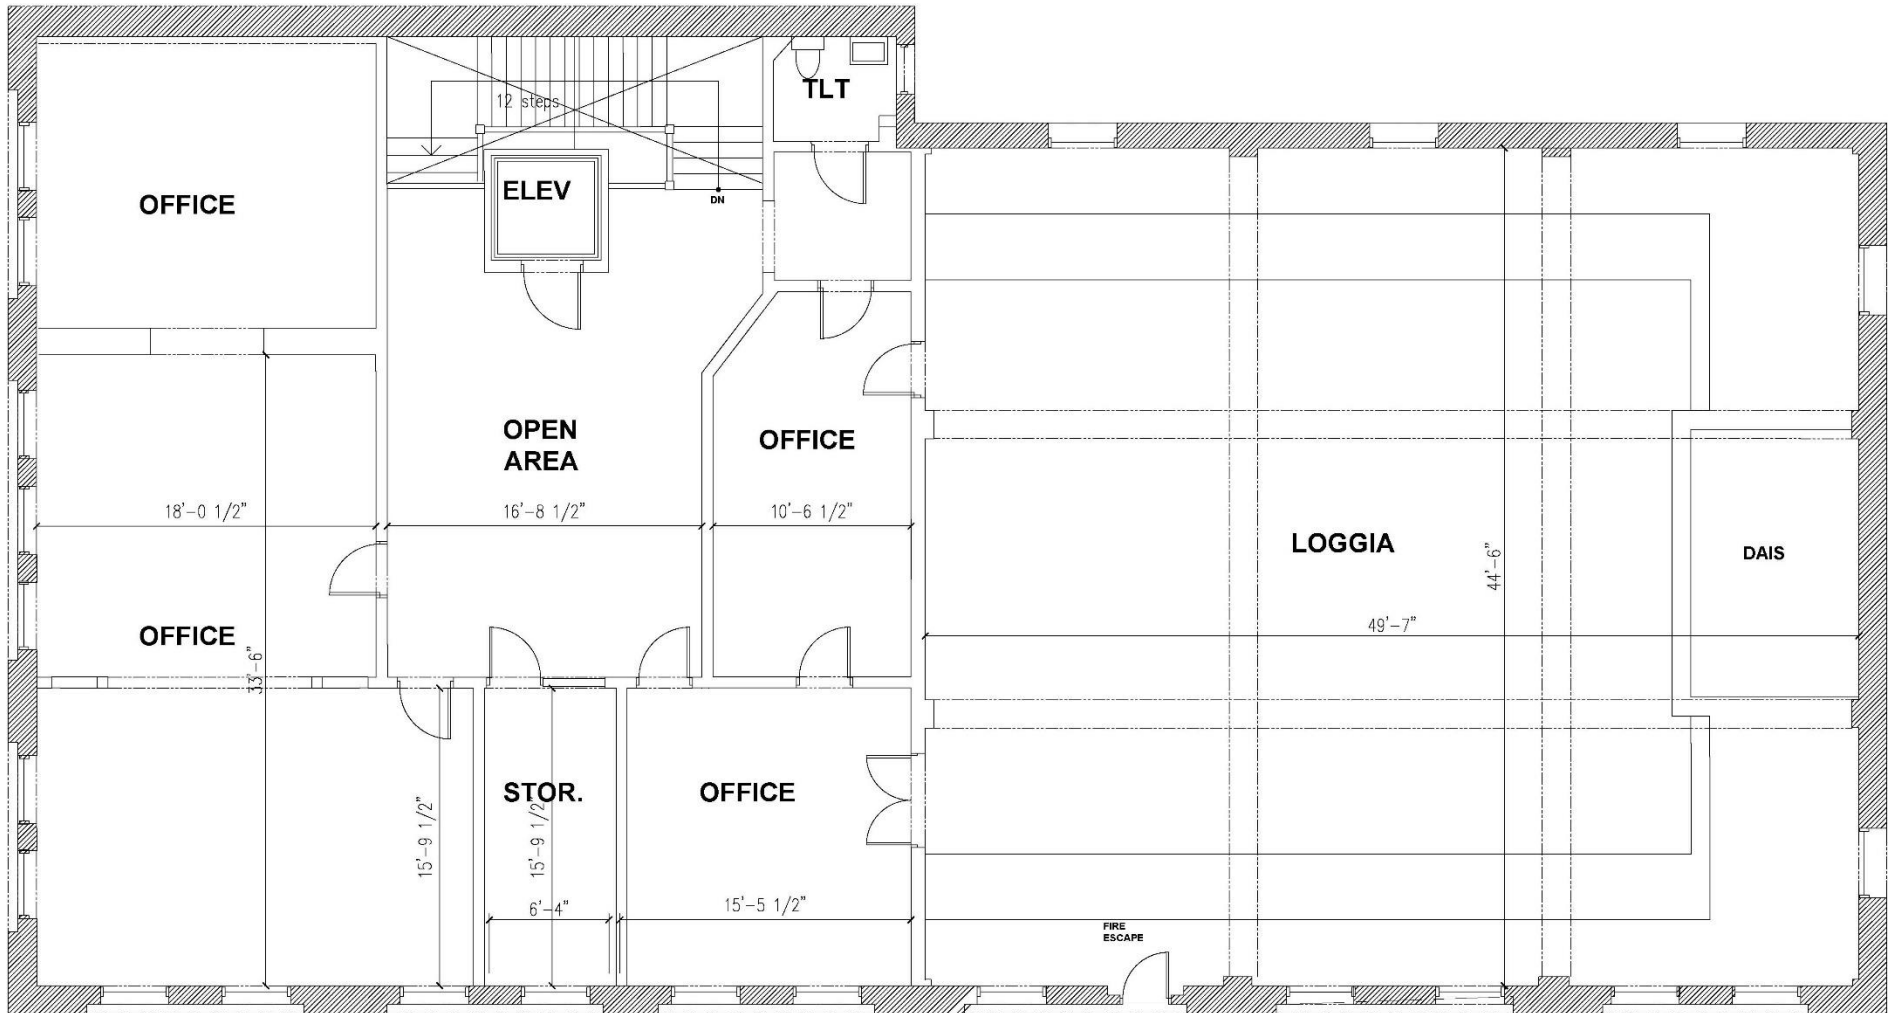 TLT
12 steps
ELEV
DN
OFFICE
OPEN
AREA
OFFICE
18'-0 1/2"
16'-8 1/2"
10'-6 1/2"
LOGGIA
44'-6"
DAIS
49'-7"
OFFICE
33'-6"
STOR.
OFFICE
15'-9 1/2"
15'-9 1/2"
6'-4"
15'-5 1/2"
FIRE
ESCAPE